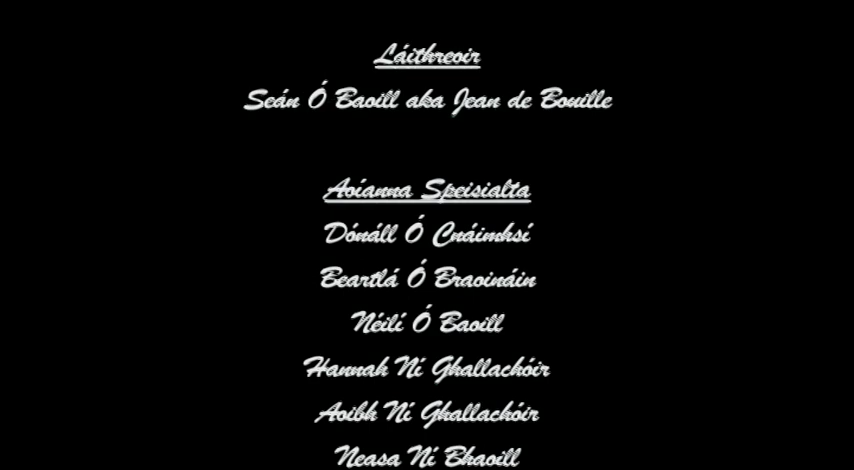 Láithreoir
Seán Ó Baoill aka Jean de Bouille
Aoíanna Speisialta
Dónáll Ó Cnáimhsí
Beartlá Ó Braoináin
Néilí Ó Baoill
Hannah Ní Ghallachóir
Aoibh Ní Ghallachóir
Neasa Ní Bhaoill